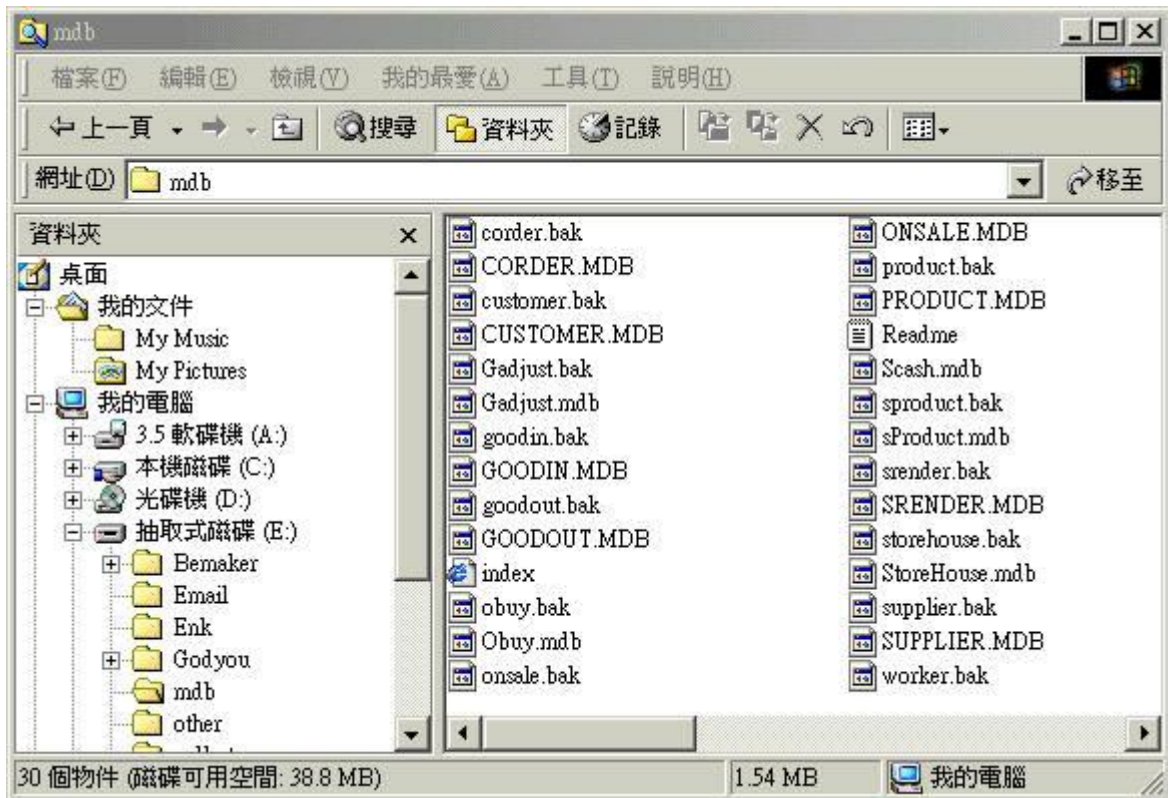 mdb
檔案(F) 編輯(E) 檢視(V) 我的最愛(A) 工具(T) 說明(H)
上一頁 搜尋 資料夾 記錄
網址(D) mdb 移至
資料夾
桌面
我的文件
My Music
My Pictures
我的電腦
3.5 軟碟機 (A:)
本機磁碟 (C:)
光碟機 (D:)
抽取式磁碟 (E:)
Bemaker
Email
Enk
Godyou
mdb
other
corder.bak
CORDER.MDB
customer.bak
CUSTOMER.MDB
Gadjust.bak
Gadjust.mdb
goodin.bak
GOODIN.MDB
goodout.bak
GOODOUT.MDB
index
obuy.bak
Obuy.mdb
onsale.bak
ONSALE.MDB
product.bak
PRODUCT.MDB
Readme
Scash.mdb
sproduct.bak
sProduct.mdb
srender.bak
SRENDER.MDB
storehouse.bak
StoreHouse.mdb
supplier.bak
SUPPLIER.MDB
worker.bak
30 個物件 (磁碟可用空間: 38.8 MB) 1.54 MB 我的電腦